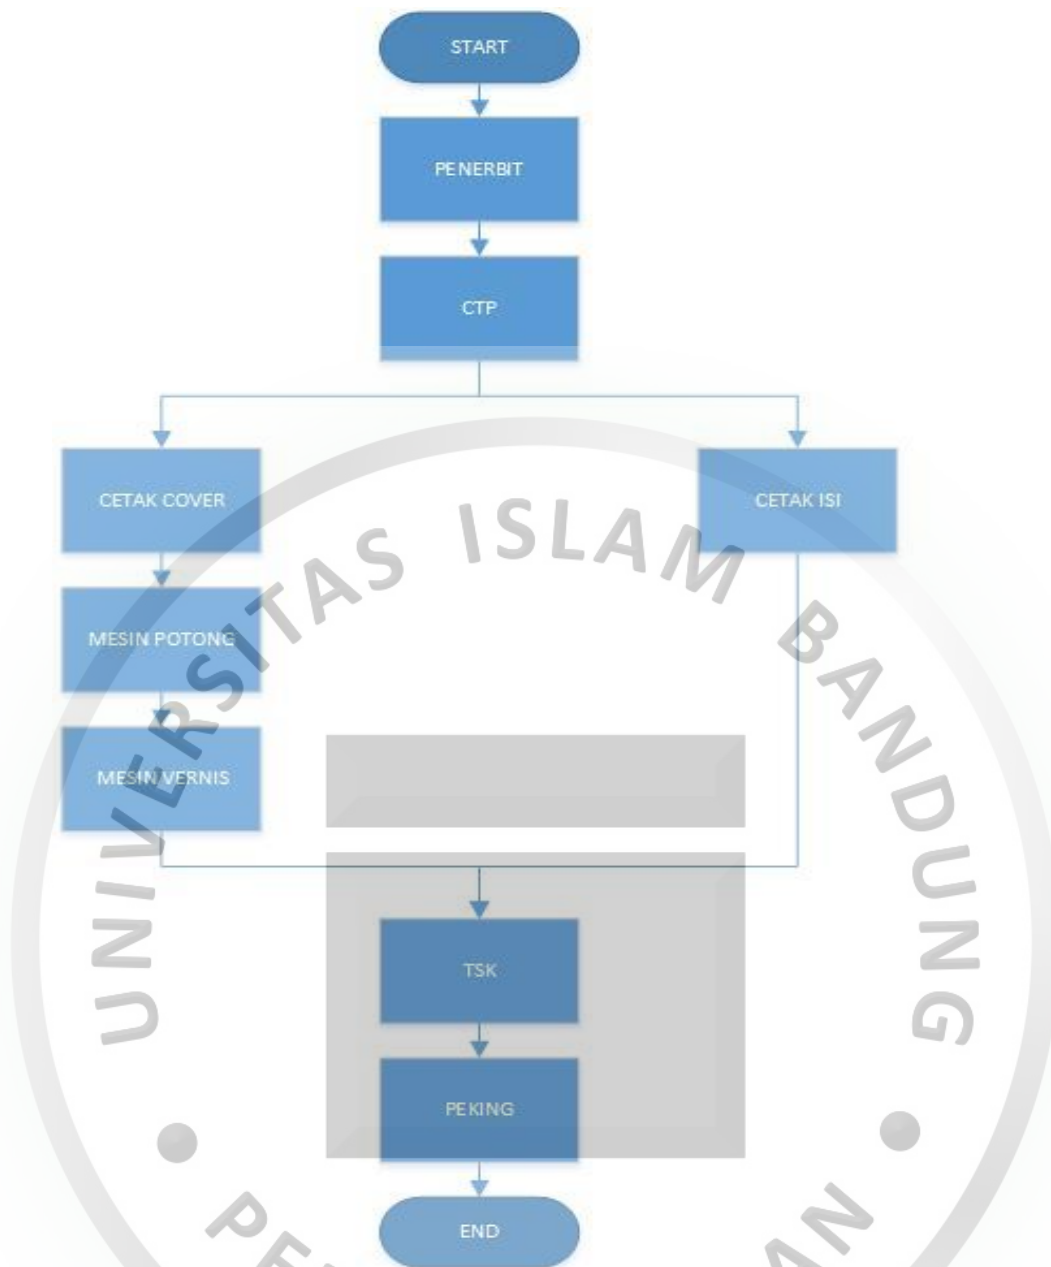 START
PENERBIT
CTP
CETAK COVER
CETAK ISI
MESIN POTONG
MESIN VERNIS
TSK
PEKING
END
UNIVERSITAS ISLAM BANDUNG